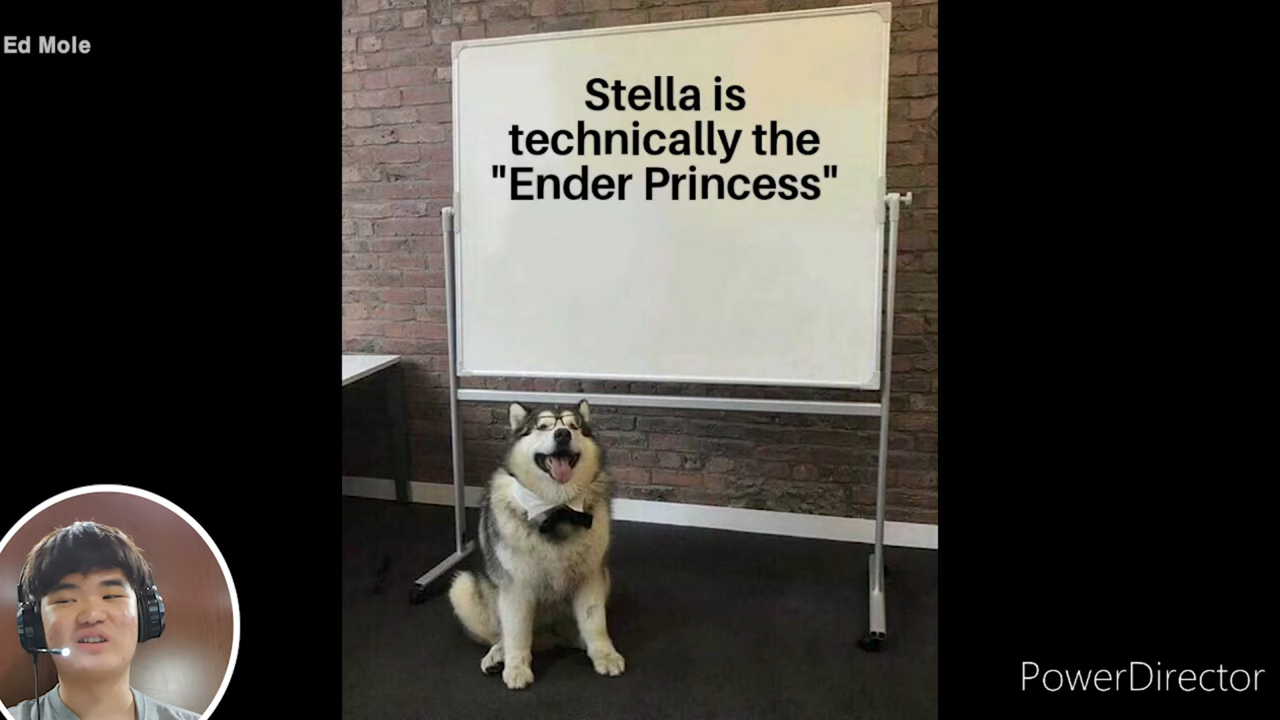 Ed Mole
Stella is
technically the
"Ender Princess"
PowerDirector